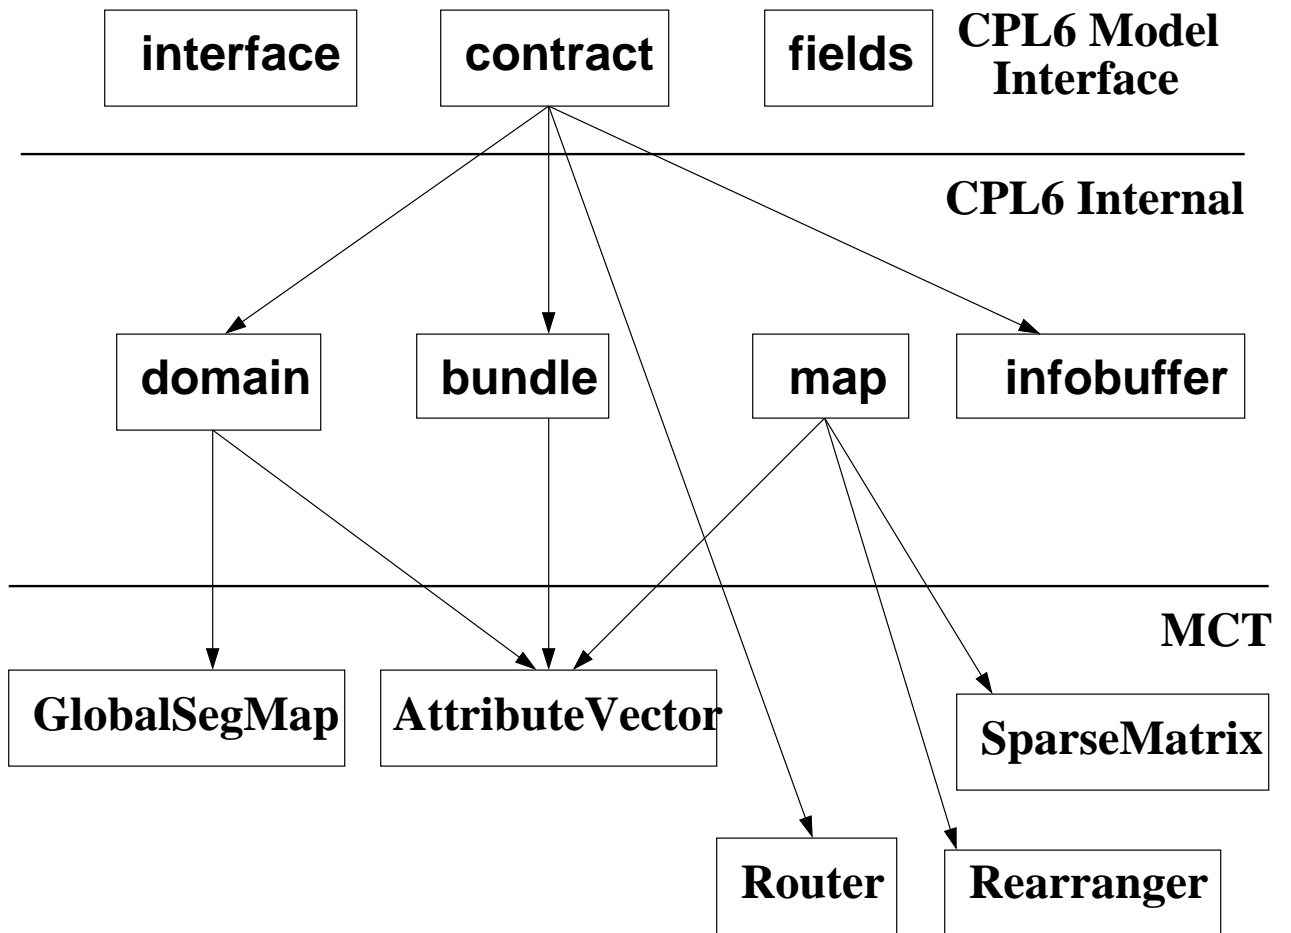 interface
contract
fields
CPL6 Model
Interface
CPL6 Internal
domain
bundle
map
infobuffer
MCT
GlobalSegMap
AttributeVector
SparseMatrix
Router
Rearranger